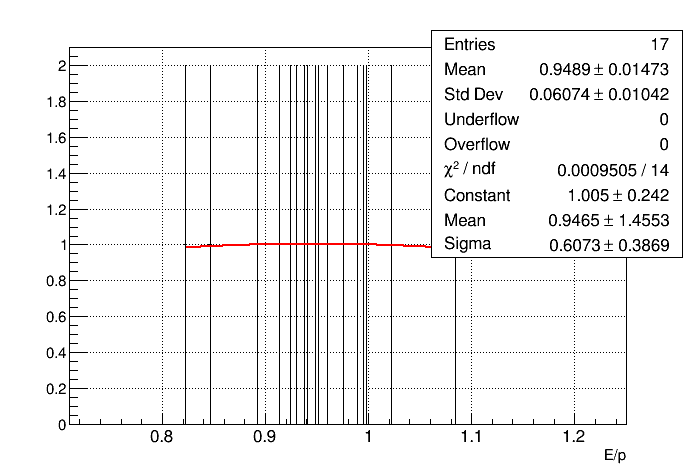 Entries 17
Mean 0.9489 ± 0.01473
Std Dev 0.06074 ± 0.01042
Underflow 0
Overflow 0
χ² / ndf 0.0009505 / 14
Constant 1.005 ± 0.242
Mean 0.9465 ± 1.4553
Sigma 0.6073 ± 0.3869
2
1.8
1.6
1.4
1.2
1
0.8
0.6
0.4
0.2
0
0.8 0.9 1 1.1 1.2
E/p